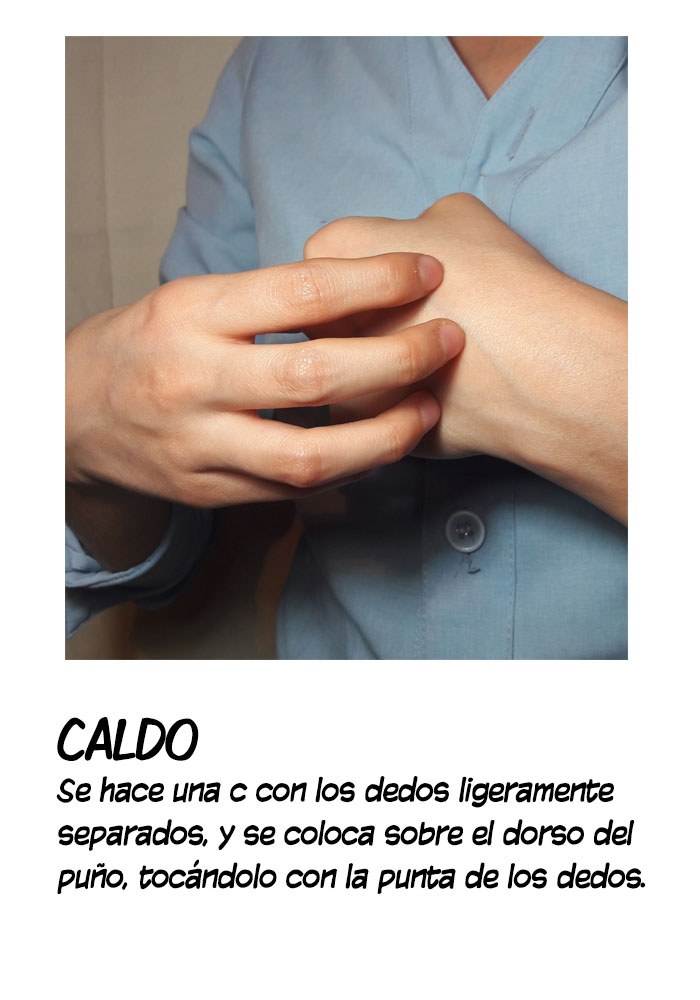 CALDO
Se hace una c con los dedos ligeramente
separados, y se coloca sobre el dorso del
puño, tocándolo con la punta de los dedos.